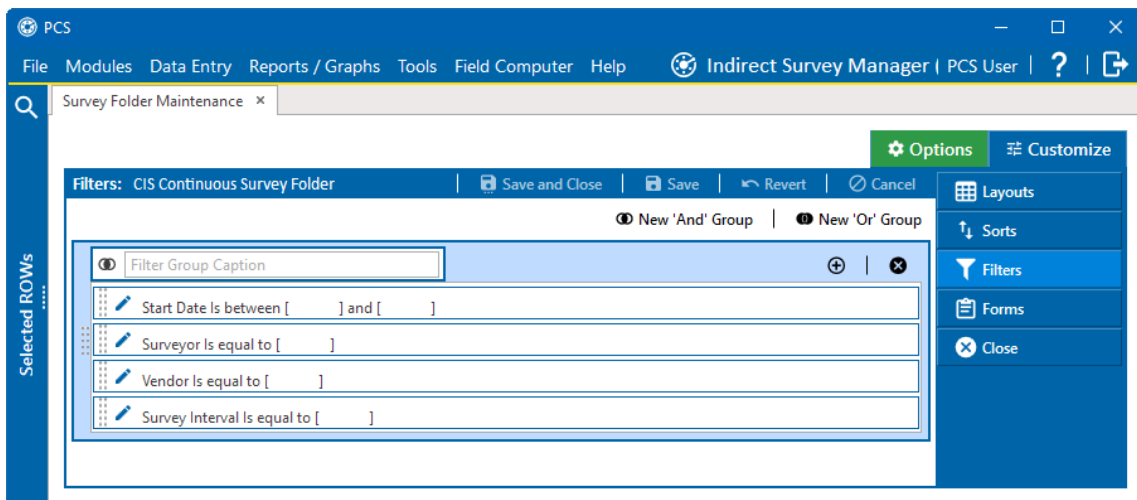 PCS
File Modules Data Entry Reports / Graphs Tools Field Computer Help Indirect Survey Manager ( PCS User | ? |
Survey Folder Maintenance ×
Options Customize
Filters: CIS Continuous Survey Folder | Save and Close | Save | Revert | Cancel
Layouts
New 'And' Group | New 'Or' Group
Sorts
Filter Group Caption
Filters
Start Date Is between [ ] and [ ]
Forms
Surveyor Is equal to [ ]
Close
Vendor Is equal to [ ]
Survey Interval Is equal to [ ]
Selected ROWs